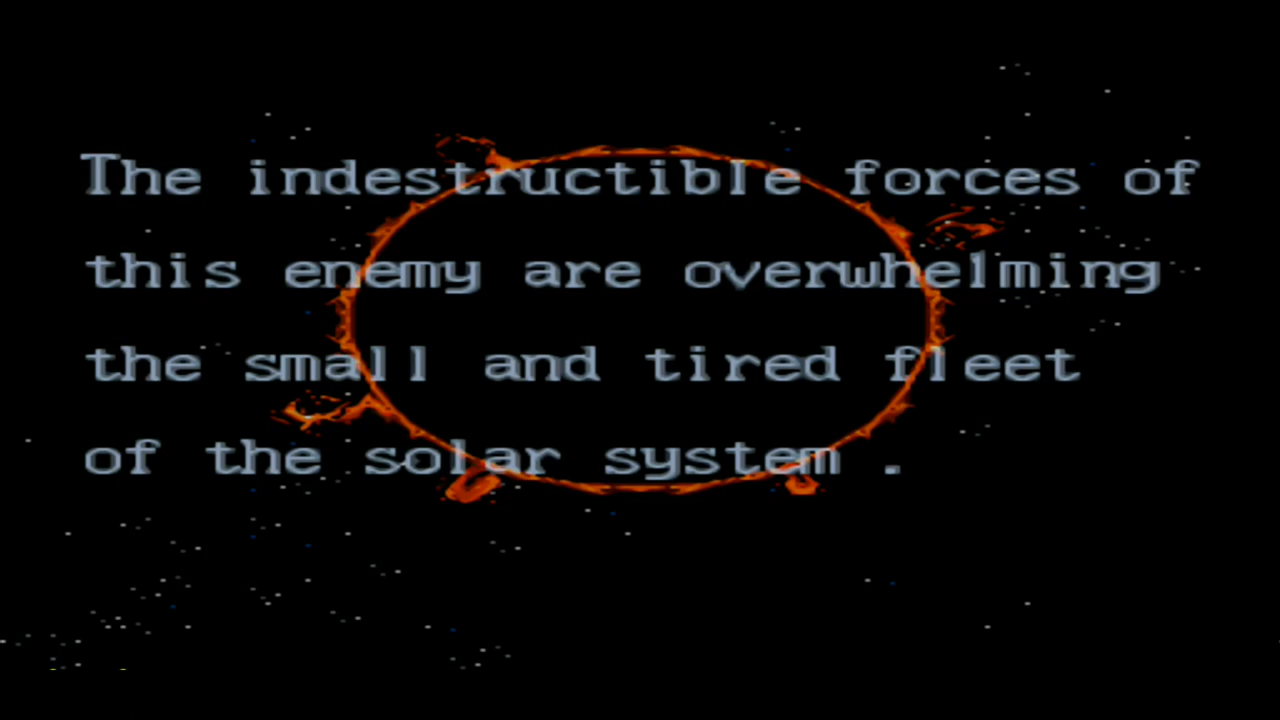 The indestructible forces of
this enemy are overwhelming
the small and tired fleet
of the solar system .